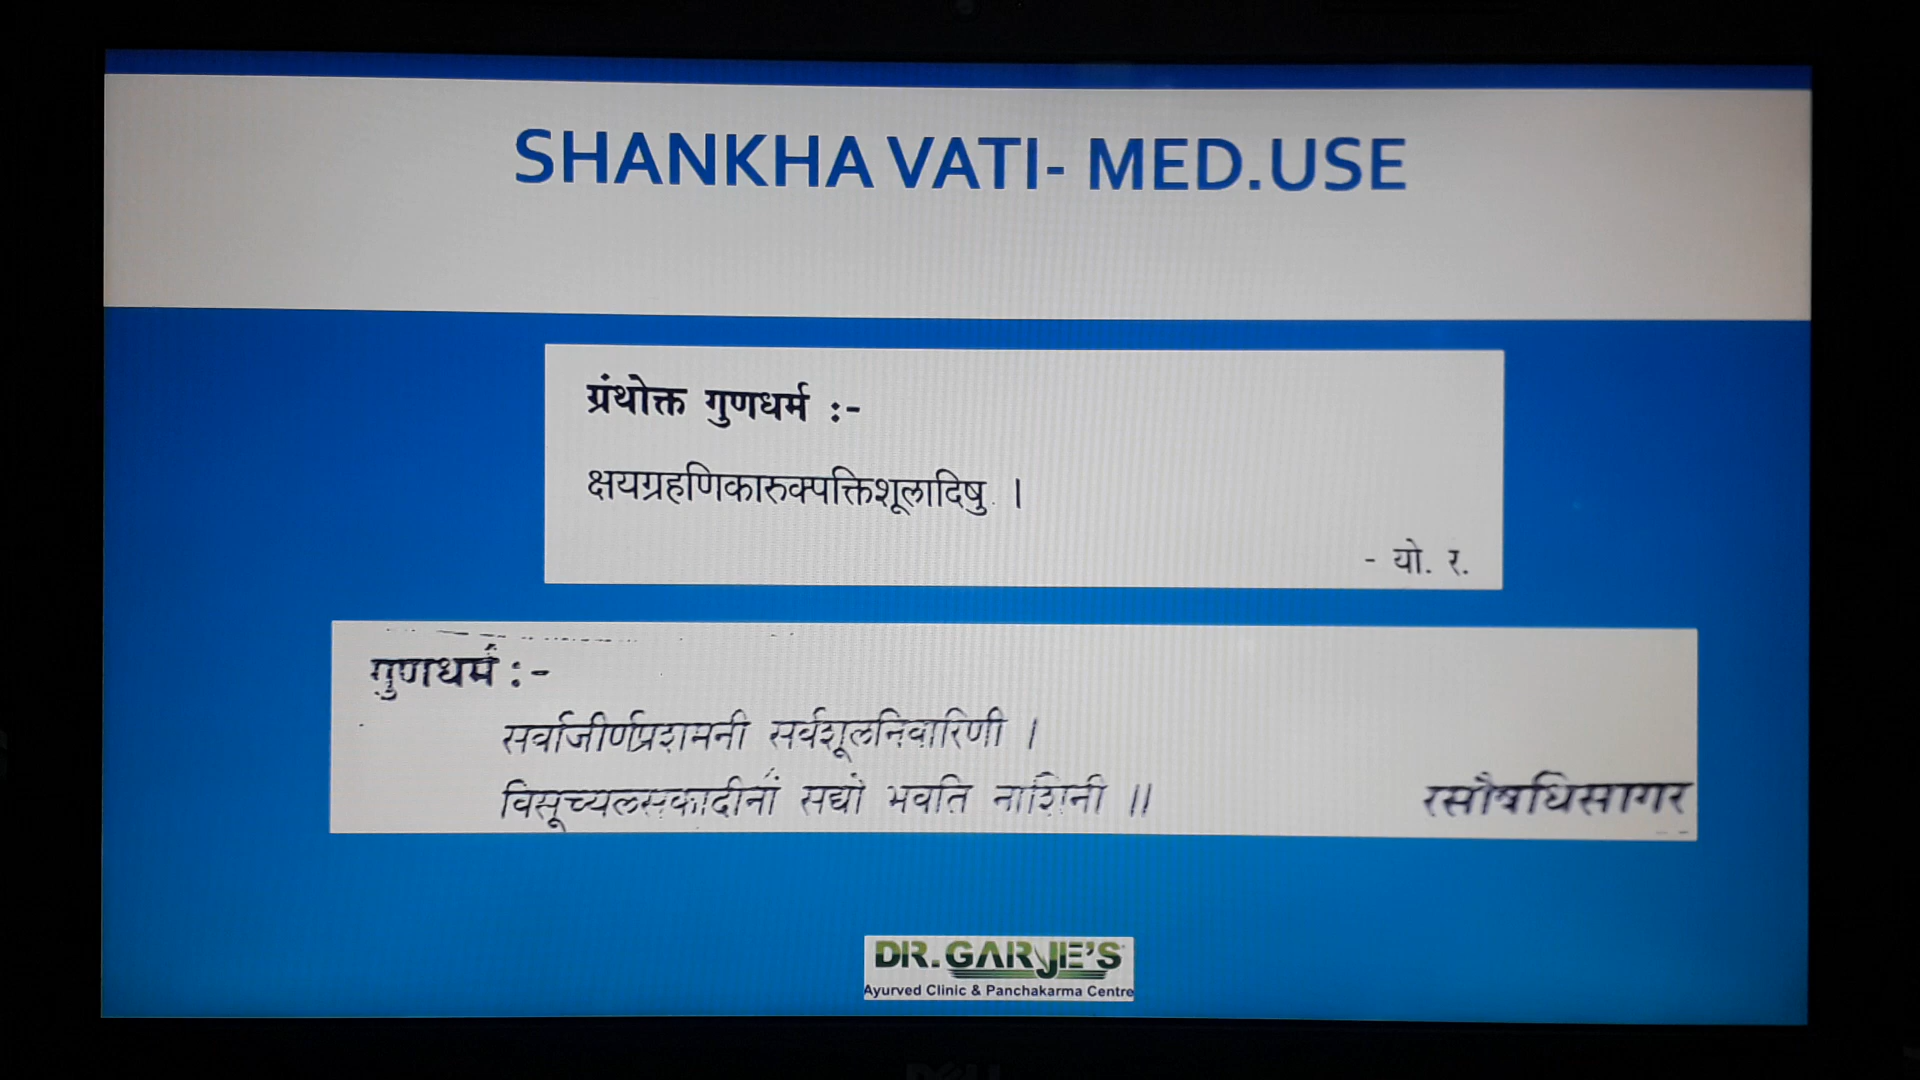 SHANKHA VATI- MED.USE
ग्रंथोक्त गुणधर्म :-
क्षयग्रहणिकारुक्पक्तिशूलादिषु ।
- यो. र.
गुणधर्म :-
सर्वाजीर्णप्रशमनी सर्वशूलनिवारिणी ।
विसूच्यलसकादीनां सद्यो भवति नाशिनी ॥
रसौषधिसागर
DR.GARJE'S
Ayurved Clinic & Panchakarma Centre